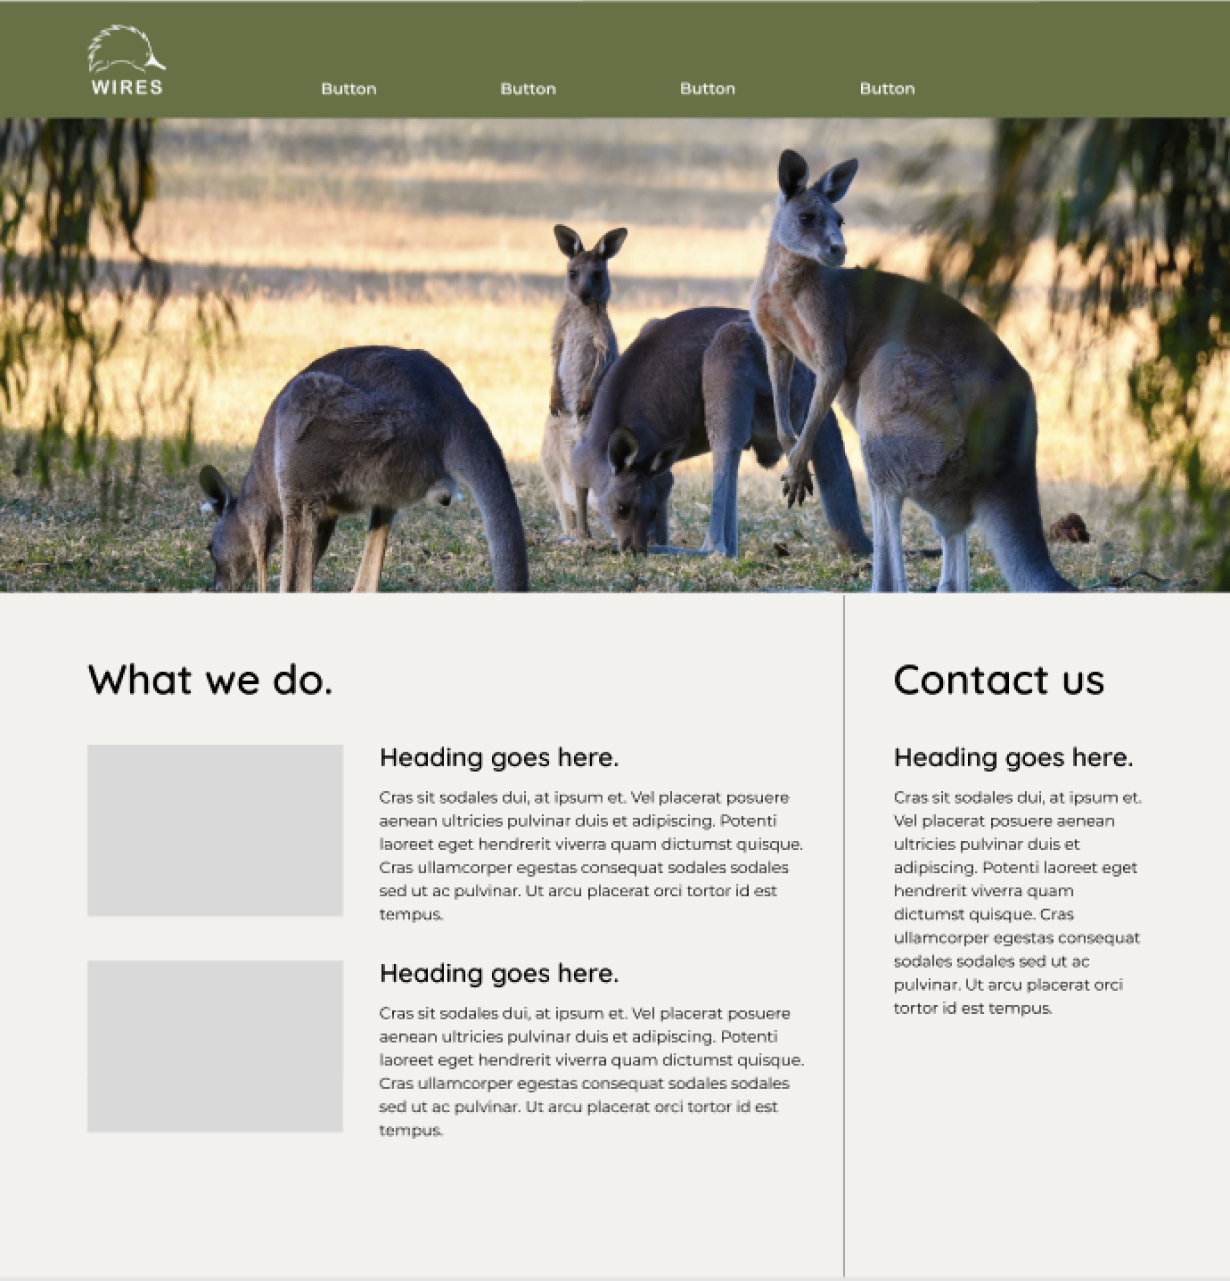 WIRES
Button
Button
Button
Button
What we do.
Heading goes here.
Cras sit sodales dui, at ipsum et. Vel placerat posuere
aenean ultricies pulvinar duis et adipiscing. Potenti
laoreet eget hendrerit viverra quam dictumst quisque.
Cras ullamcorper egestas consequat sodales sodales
sed ut ac pulvinar. Ut arcu placerat orci tortor id est
tempus.
Heading goes here.
Cras sit sodales dui, at ipsum et. Vel placerat posuere
aenean ultricies pulvinar duis et adipiscing. Potenti
laoreet eget hendrerit viverra quam dictumst quisque.
Cras ullamcorper egestas consequat sodales sodales
sed ut ac pulvinar. Ut arcu placerat orci tortor id est
tempus.
Contact us
Heading goes here.
Cras sit sodales dui, at ipsum et.
Vel placerat posuere aenean
ultricies pulvinar duis et
adipiscing. Potenti laoreet eget
hendrerit viverra quam
dictumst quisque. Cras
ullamcorper egestas consequat
sodales sodales sed ut ac
pulvinar. Ut arcu placerat orci
tortor id est tempus.